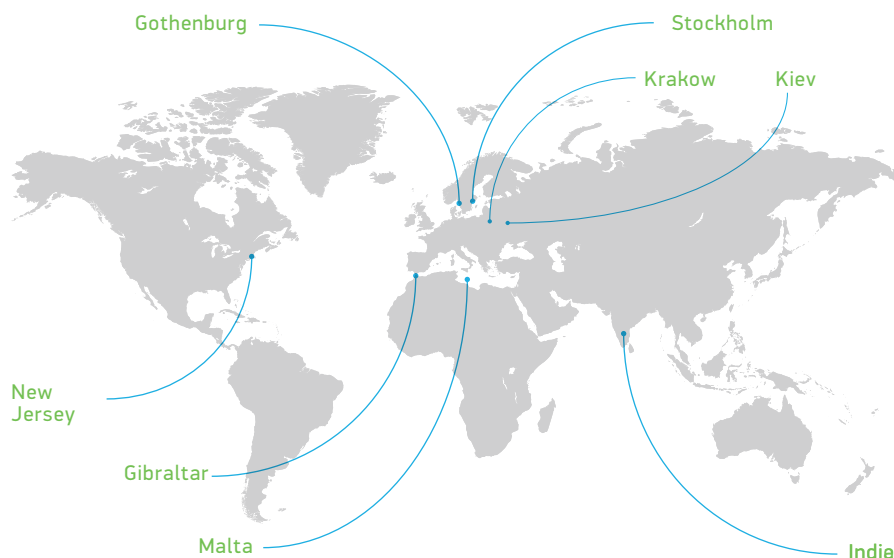 Gothenburg
Stockholm
Krakow
Kiev
New
Jersey
Gibraltar
Malta
Indie